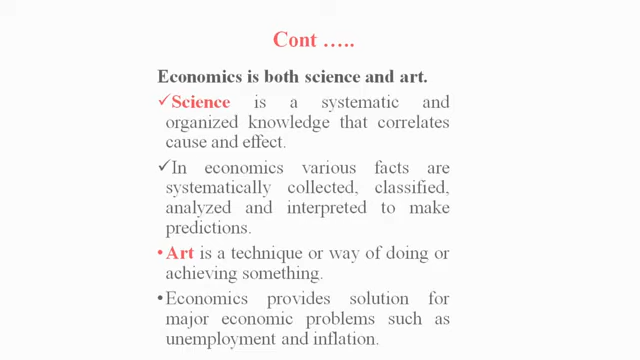 Cont …..
Economics is both science and art.
✓Science is a systematic and
organized knowledge that correlates
cause and effect.
✓In economics various facts are
systematically collected, classified,
analyzed and interpreted to make
predictions.
•Art is a technique or way of doing or
achieving something.
•Economics provides solution for
major economic problems such as
unemployment and inflation.